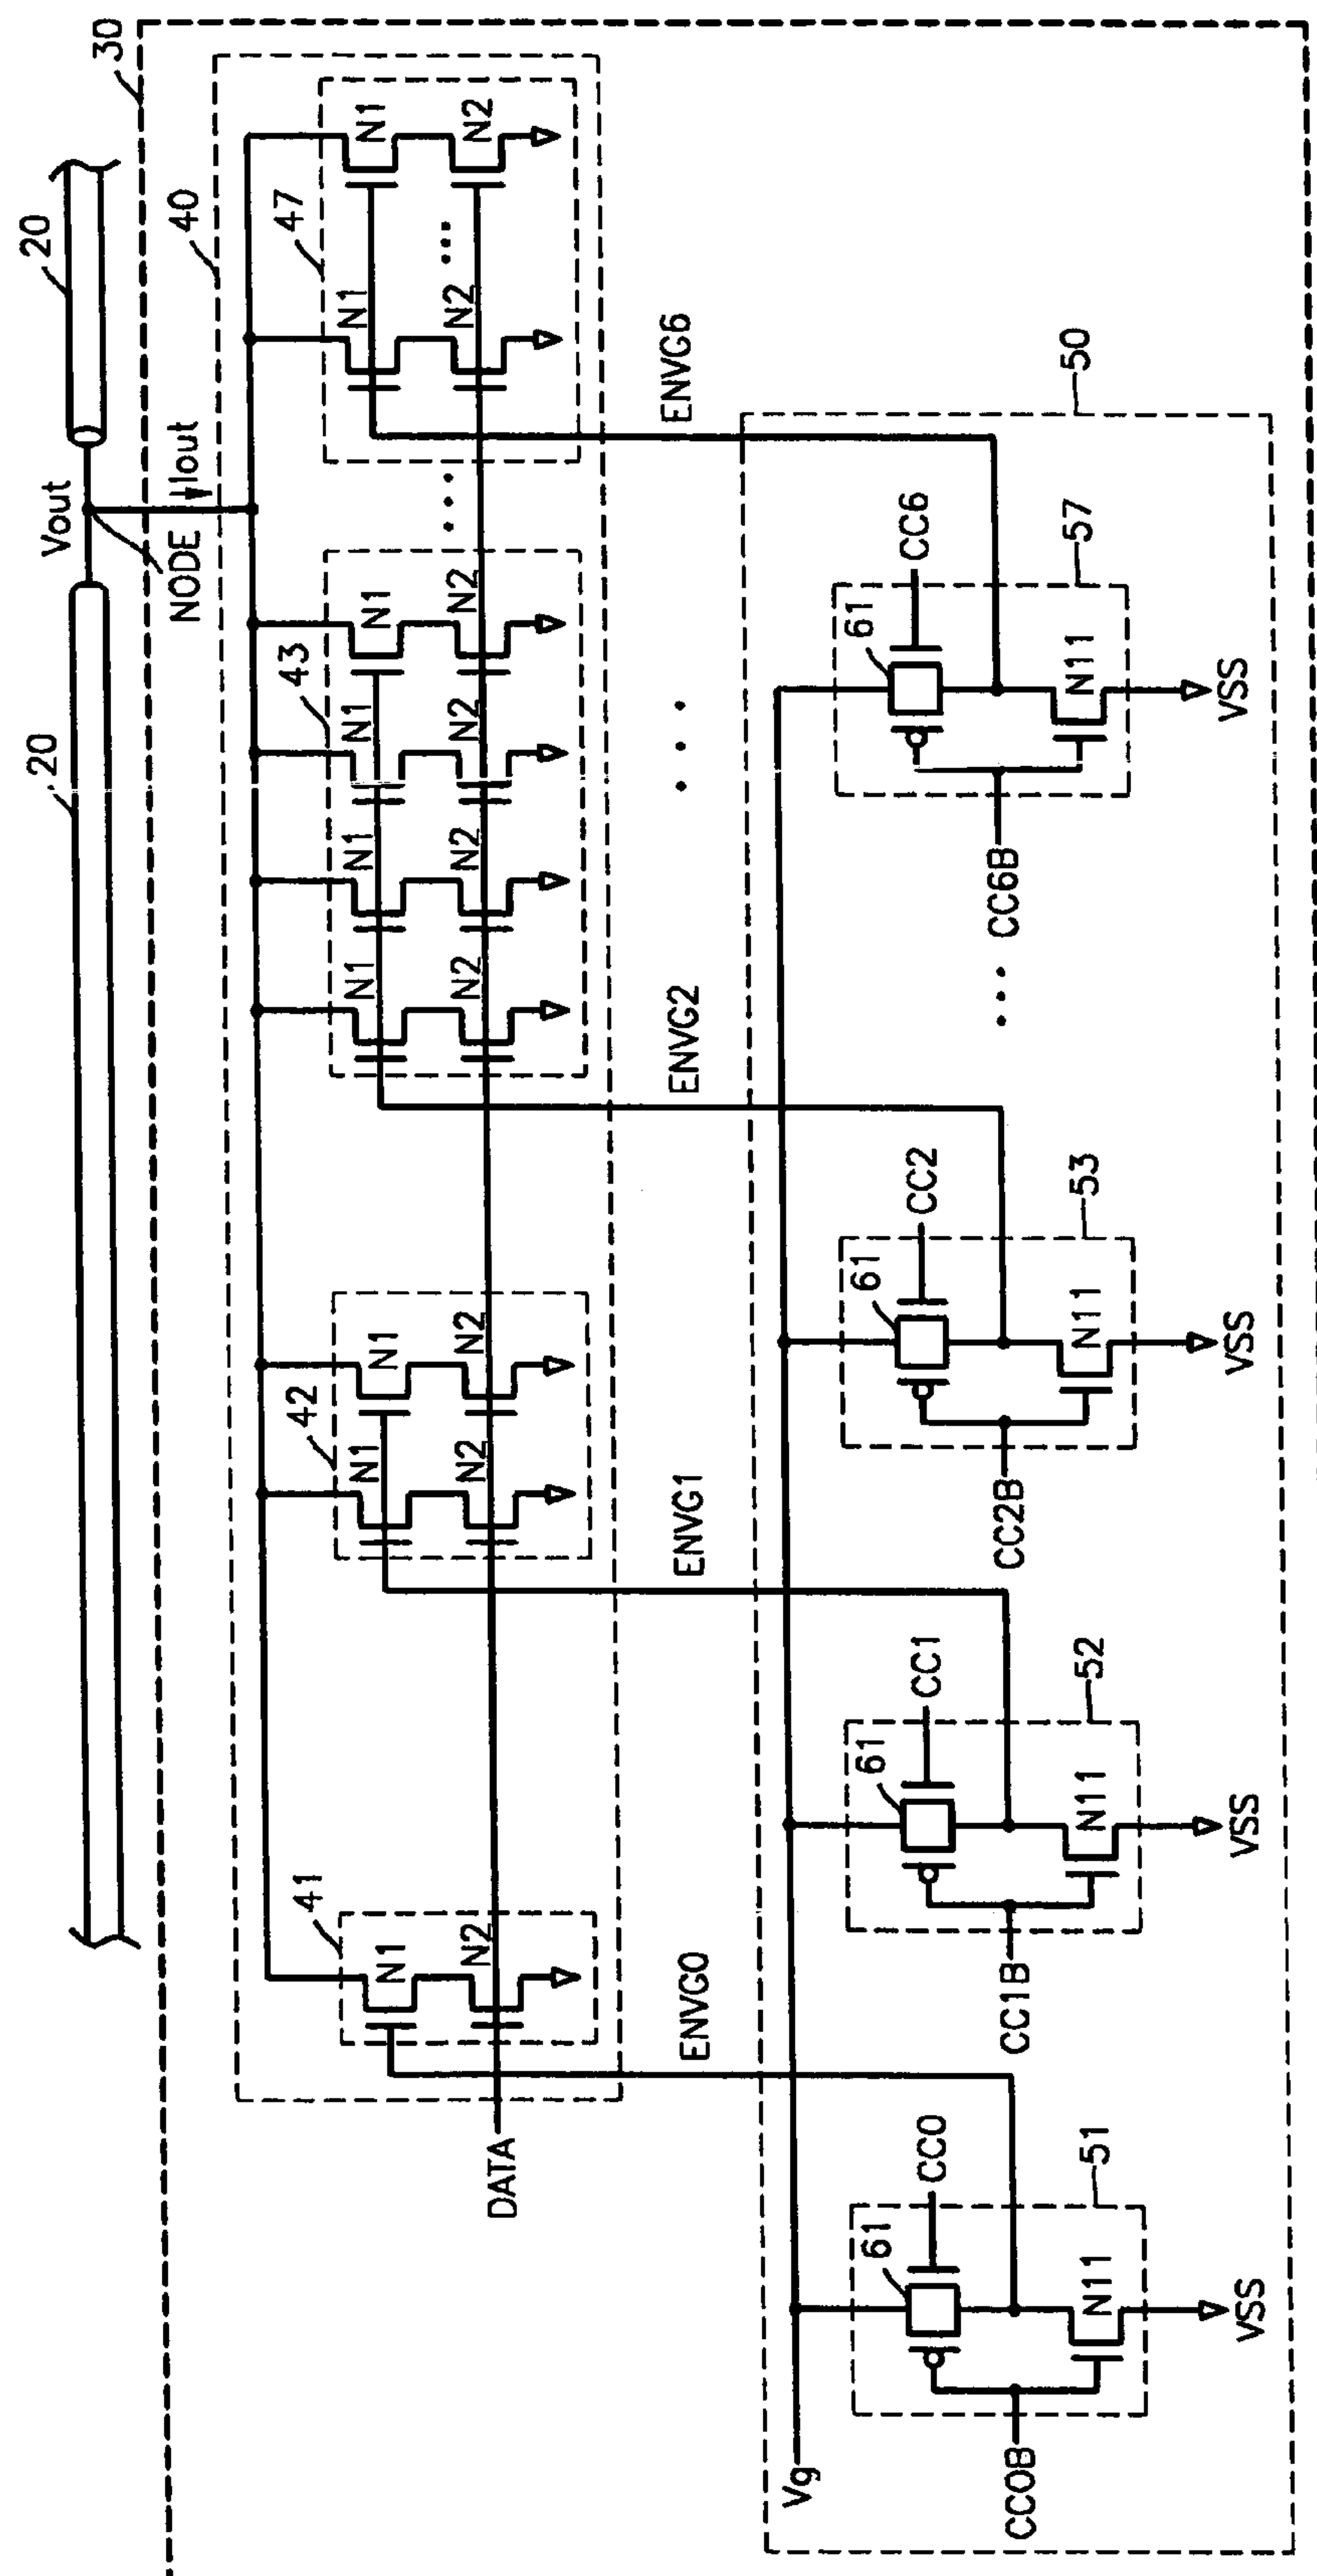 20
Vout
20
30
NODE
Iout
40
41
N1
N2
42
N1
N2
N1
N2
43
N1
N2
N1
N2
N1
N2
N1
N2
...
47
N1
N2
...
N1
N2
DATA
ENVG0
ENVG1
ENVG2
...
ENVG6
50
Vg
61
CC0
51
CC0B
N11
VSS
61
CC1
52
CC1B
N11
VSS
61
CC2
53
CC2B
N11
VSS
...
61
CC6
57
CC6B
N11
VSS